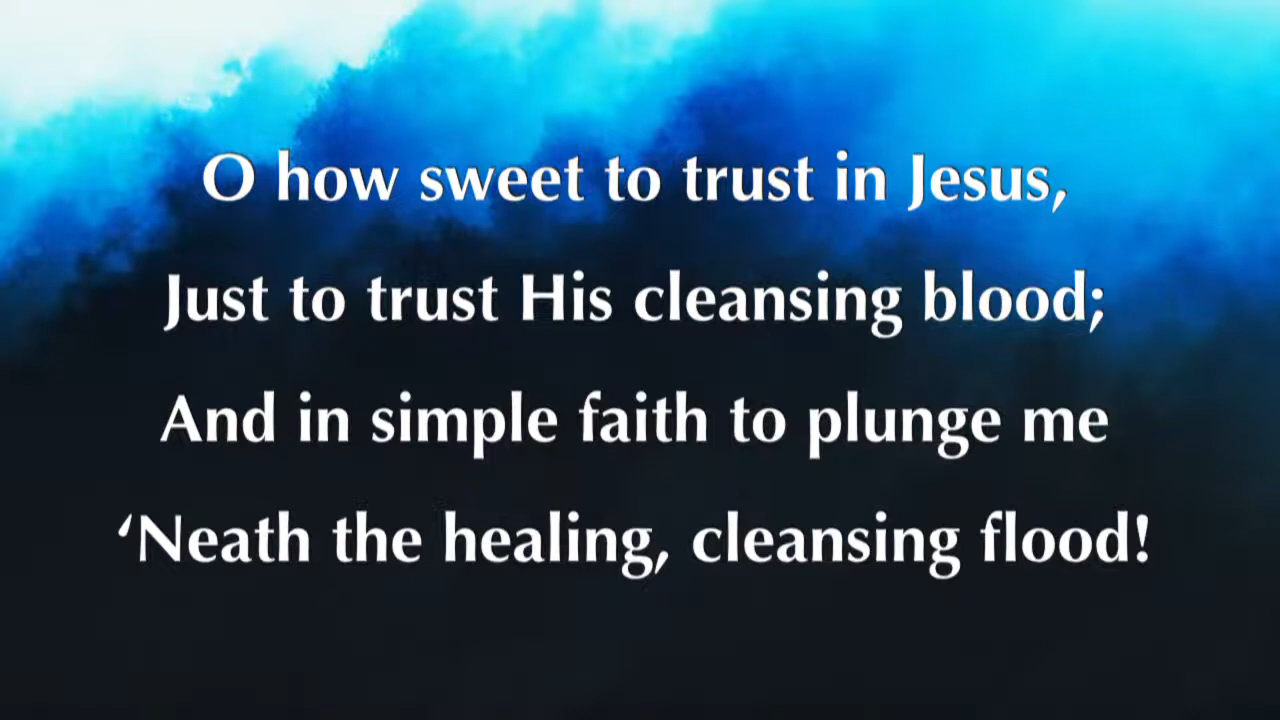 O how sweet to trust in Jesus,
Just to trust His cleansing blood;
And in simple faith to plunge me
‘Neath the healing, cleansing flood!